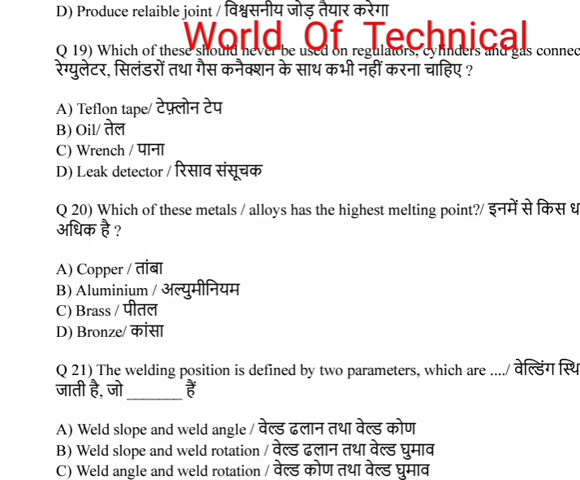 D) Produce relaible joint / विश्वसनीय जोड़ तैयार करेगा
World Of Technical
Q 19) Which of these should never be used on regulators, cylinders and gas connec
रेग्युलेटर, सिलंडरों तथा गैस कनैक्शन के साथ कभी नहीं करना चाहिए ?
A) Teflon tape/ टेफ़्लोन टेप
B) Oil/ तेल
C) Wrench / पाना
D) Leak detector / रिसाव संसूचक
Q 20) Which of these metals / alloys has the highest melting point?/ इनमें से किस ध
अधिक है ?
A) Copper / तांबा
B) Aluminium / अल्युमीनियम
C) Brass / पीतल
D) Bronze/ कांसा
Q 21) The welding position is defined by two parameters, which are ..../ वेल्डिंग स्थि
जाती है, जो _______ हैं
A) Weld slope and weld angle / वेल्ड ढलान तथा वेल्ड कोण
B) Weld slope and weld rotation / वेल्ड ढलान तथा वेल्ड घुमाव
C) Weld angle and weld rotation / वेल्ड कोण तथा वेल्ड घुमाव